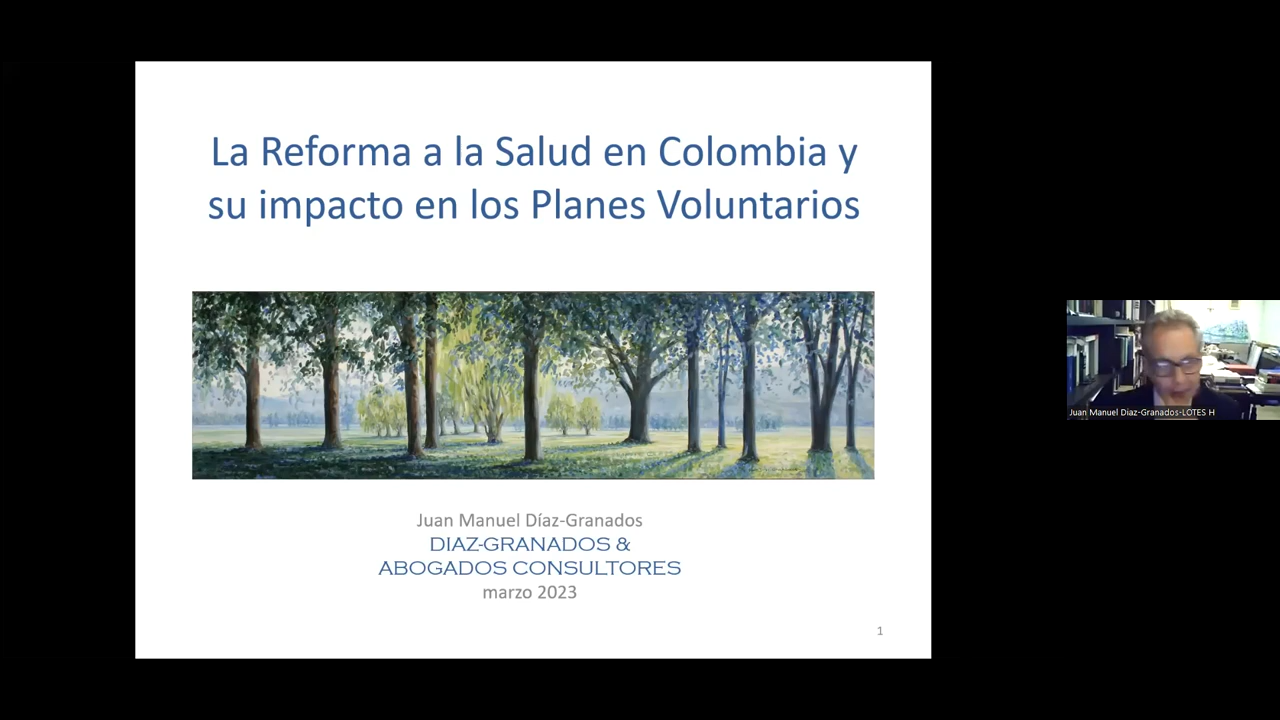 La Reforma a la Salud en Colombia y
su impacto en los Planes Voluntarios
Juan Manuel Díaz-Granados
DIAZ-GRANADOS &
ABOGADOS CONSULTORES
marzo 2023
1
Juan Manuel Diaz-Granados-LOTES H